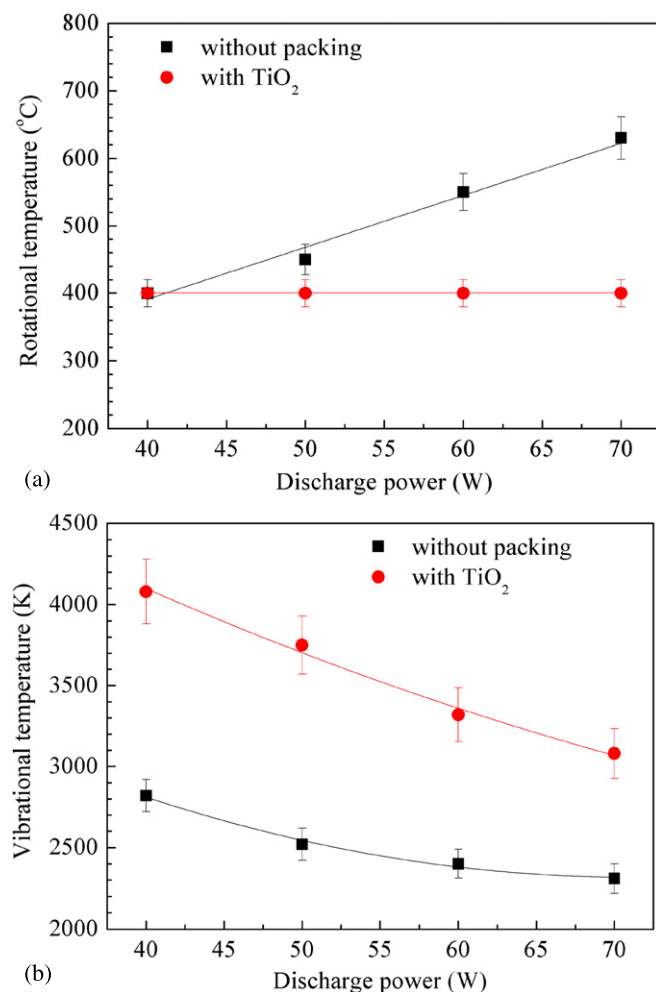 800
700
600
500
400
300
200
Rotational temperature (°C)
without packing
with TiO₂
40 45 50 55 60 65 70
Discharge power (W)
(a)
4500
4000
3500
3000
2500
2000
Vibrational temperature (K)
without packing
with TiO₂
40 45 50 55 60 65 70
Discharge power (W)
(b)